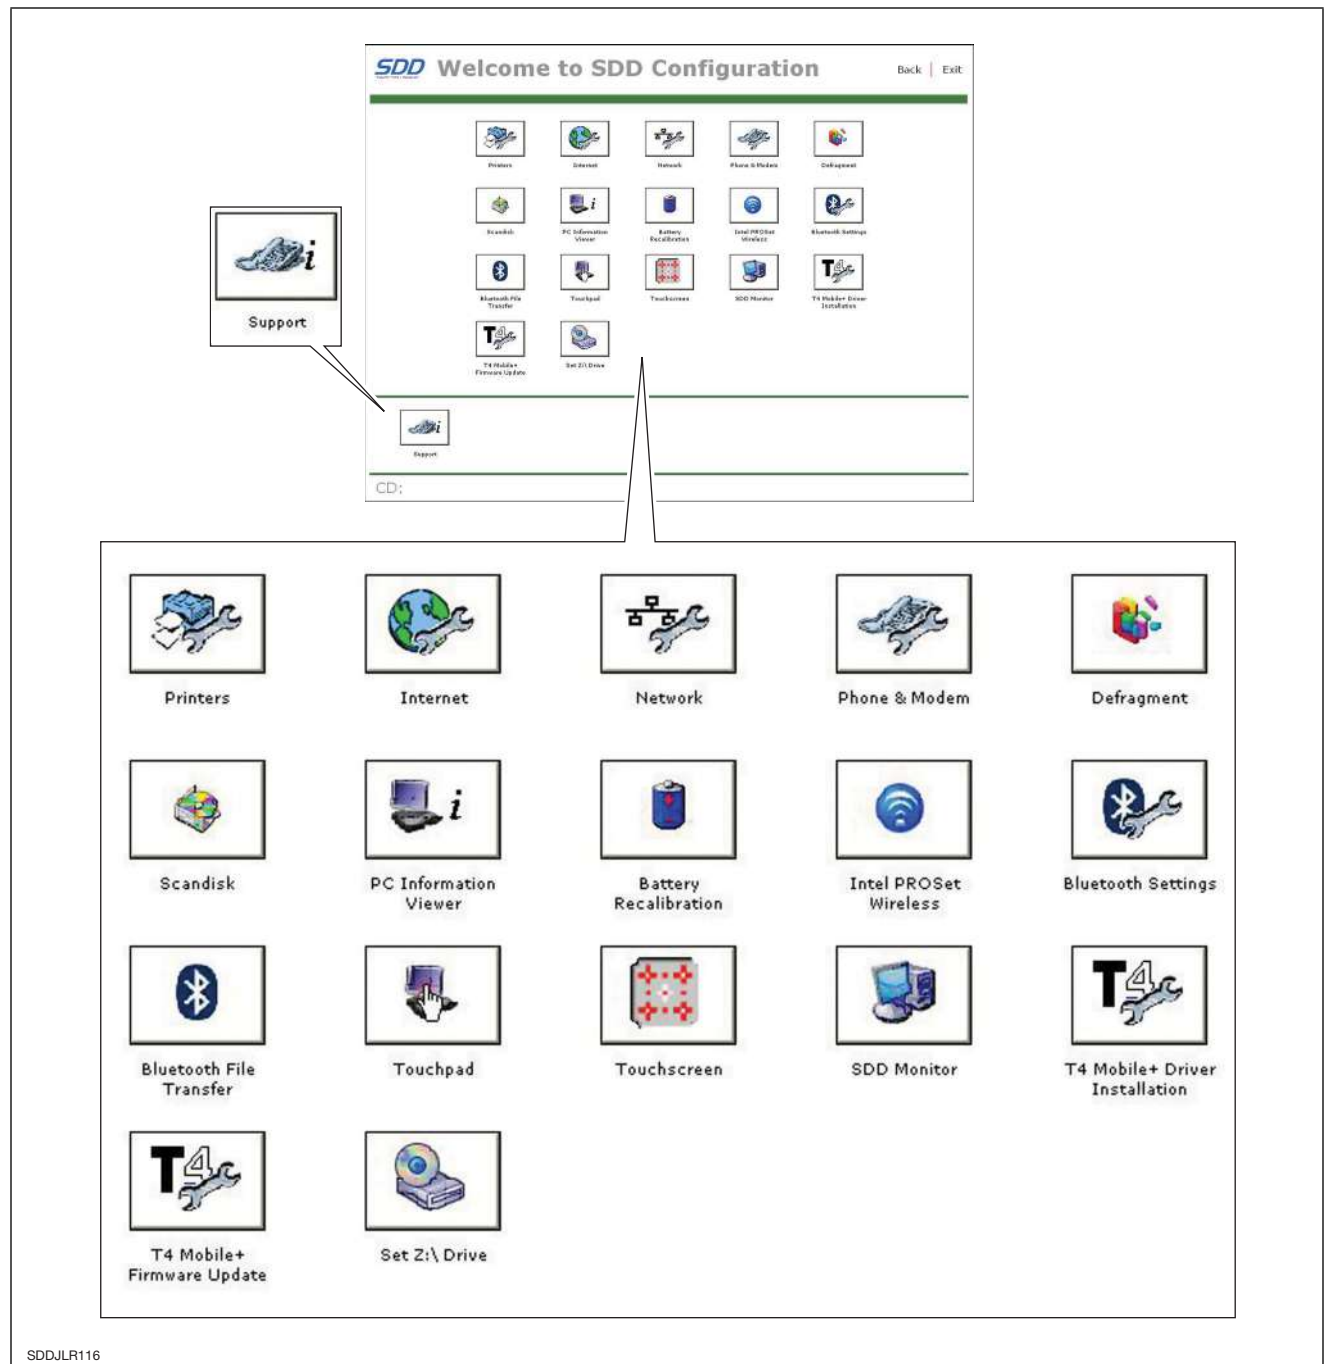 SDD Welcome to SDD Configuration Back | Exit
Printers Internet Network Phone & Modem Defragment
Scandisk PC Information Battery Intel PROSet Bluetooth Settings
Viewer Recalibration Wireless
Support
Bluetooth File Touchpad Touchscreen SDD Monitor T4 Mobile+ Driver
Transfer Installation
T4 Mobile+ Set Z:\ Drive
Firmware Update
Support
CD:
Printers Internet Network Phone & Modem Defragment
Scandisk PC Information Battery Intel PROSet Bluetooth Settings
Viewer Recalibration Wireless
Bluetooth File Touchpad Touchscreen SDD Monitor T4 Mobile+ Driver
Transfer Installation
T4 Mobile+ Set Z:\ Drive
Firmware Update
SDDJLR116